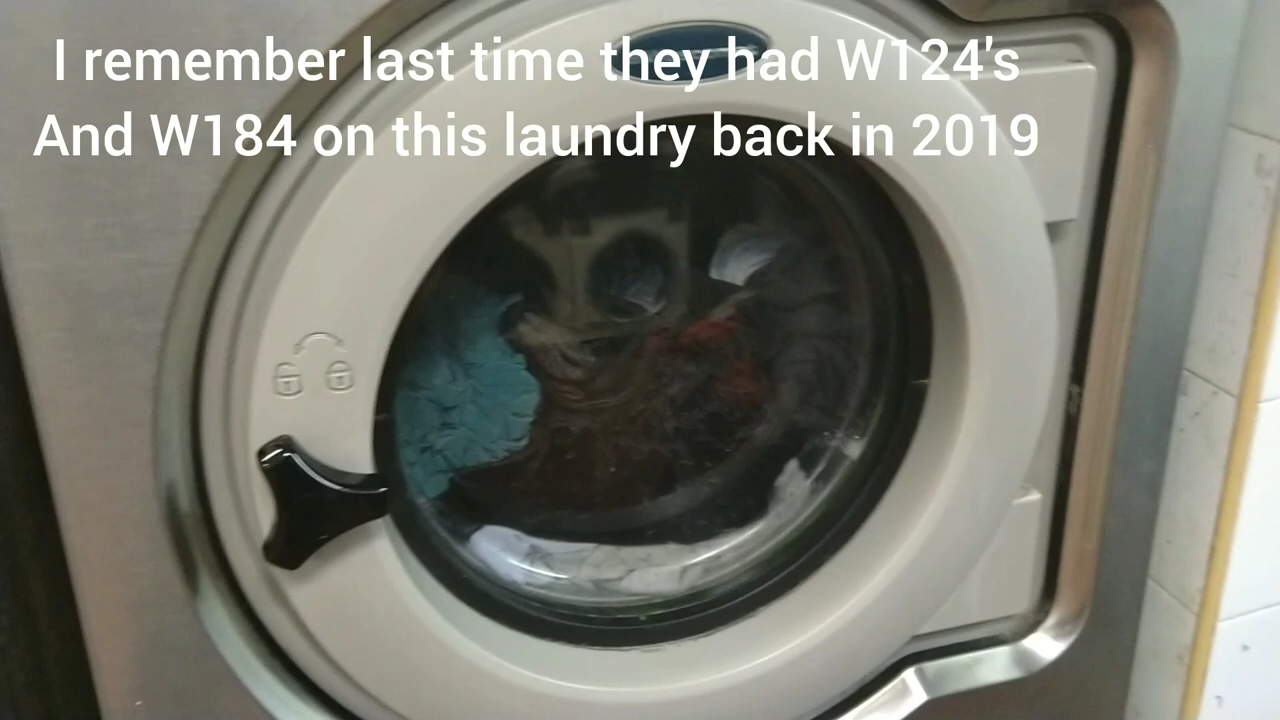 I remember last time they had W124's
And W184 on this laundry back in 2019